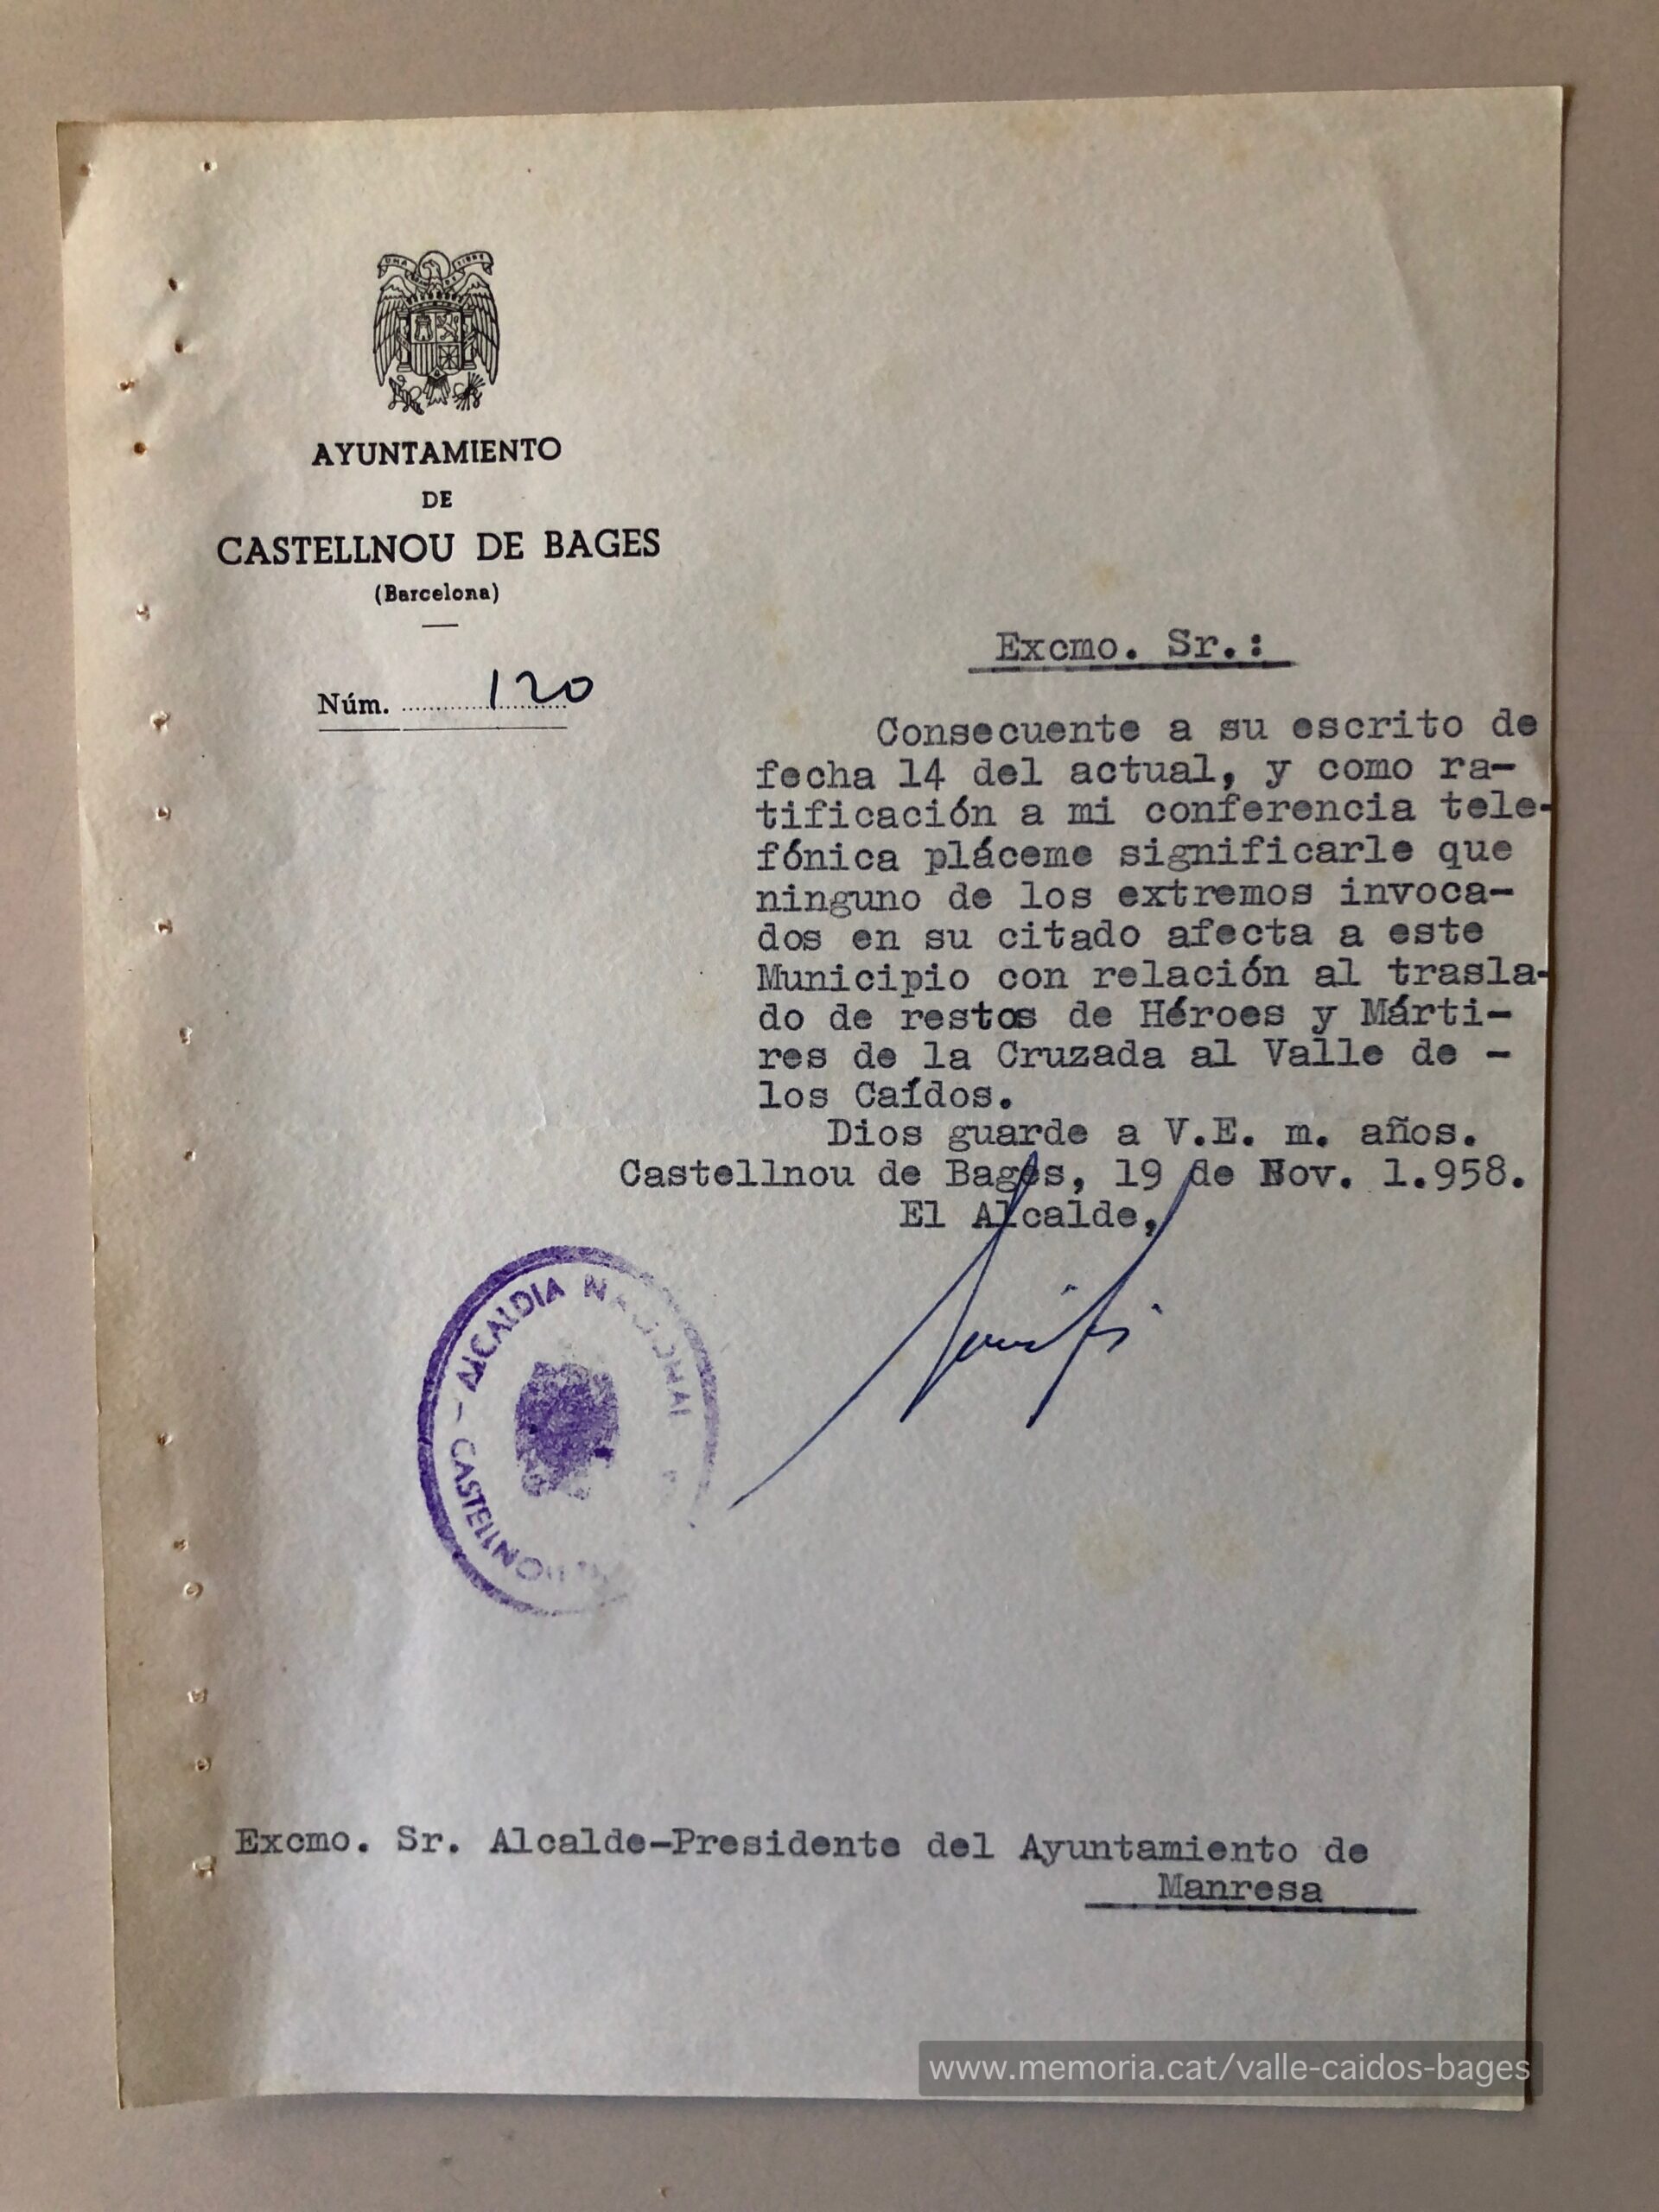 UNA LIBRE
AYUNTAMIENTO
DE
CASTELLNOU DE BAGES
(Barcelona)
Núm. 120
Excmo. Sr.:
Consecuente a su escrito de
fecha 14 del actual, y como ra-
tificación a mi conferencia tele-
fónica pláceme significarle que
ninguno de los extremos invoca-
dos en su citado afecta a este
Municipio con relación al trasla-
do de restos de Héroes y Márti-
res de la Cruzada al Valle de -
los Caídos.
Dios guarde a V.E. m. años.
Castellnou de Bages, 19 de Nov. 1.958.
El Alcalde,
ALCALDIA NACIONAL
- CASTELLNOU
Excmo. Sr. Alcalde-Presidente del Ayuntamiento de
Manresa
www.memoria.cat/valle-caidos-bages